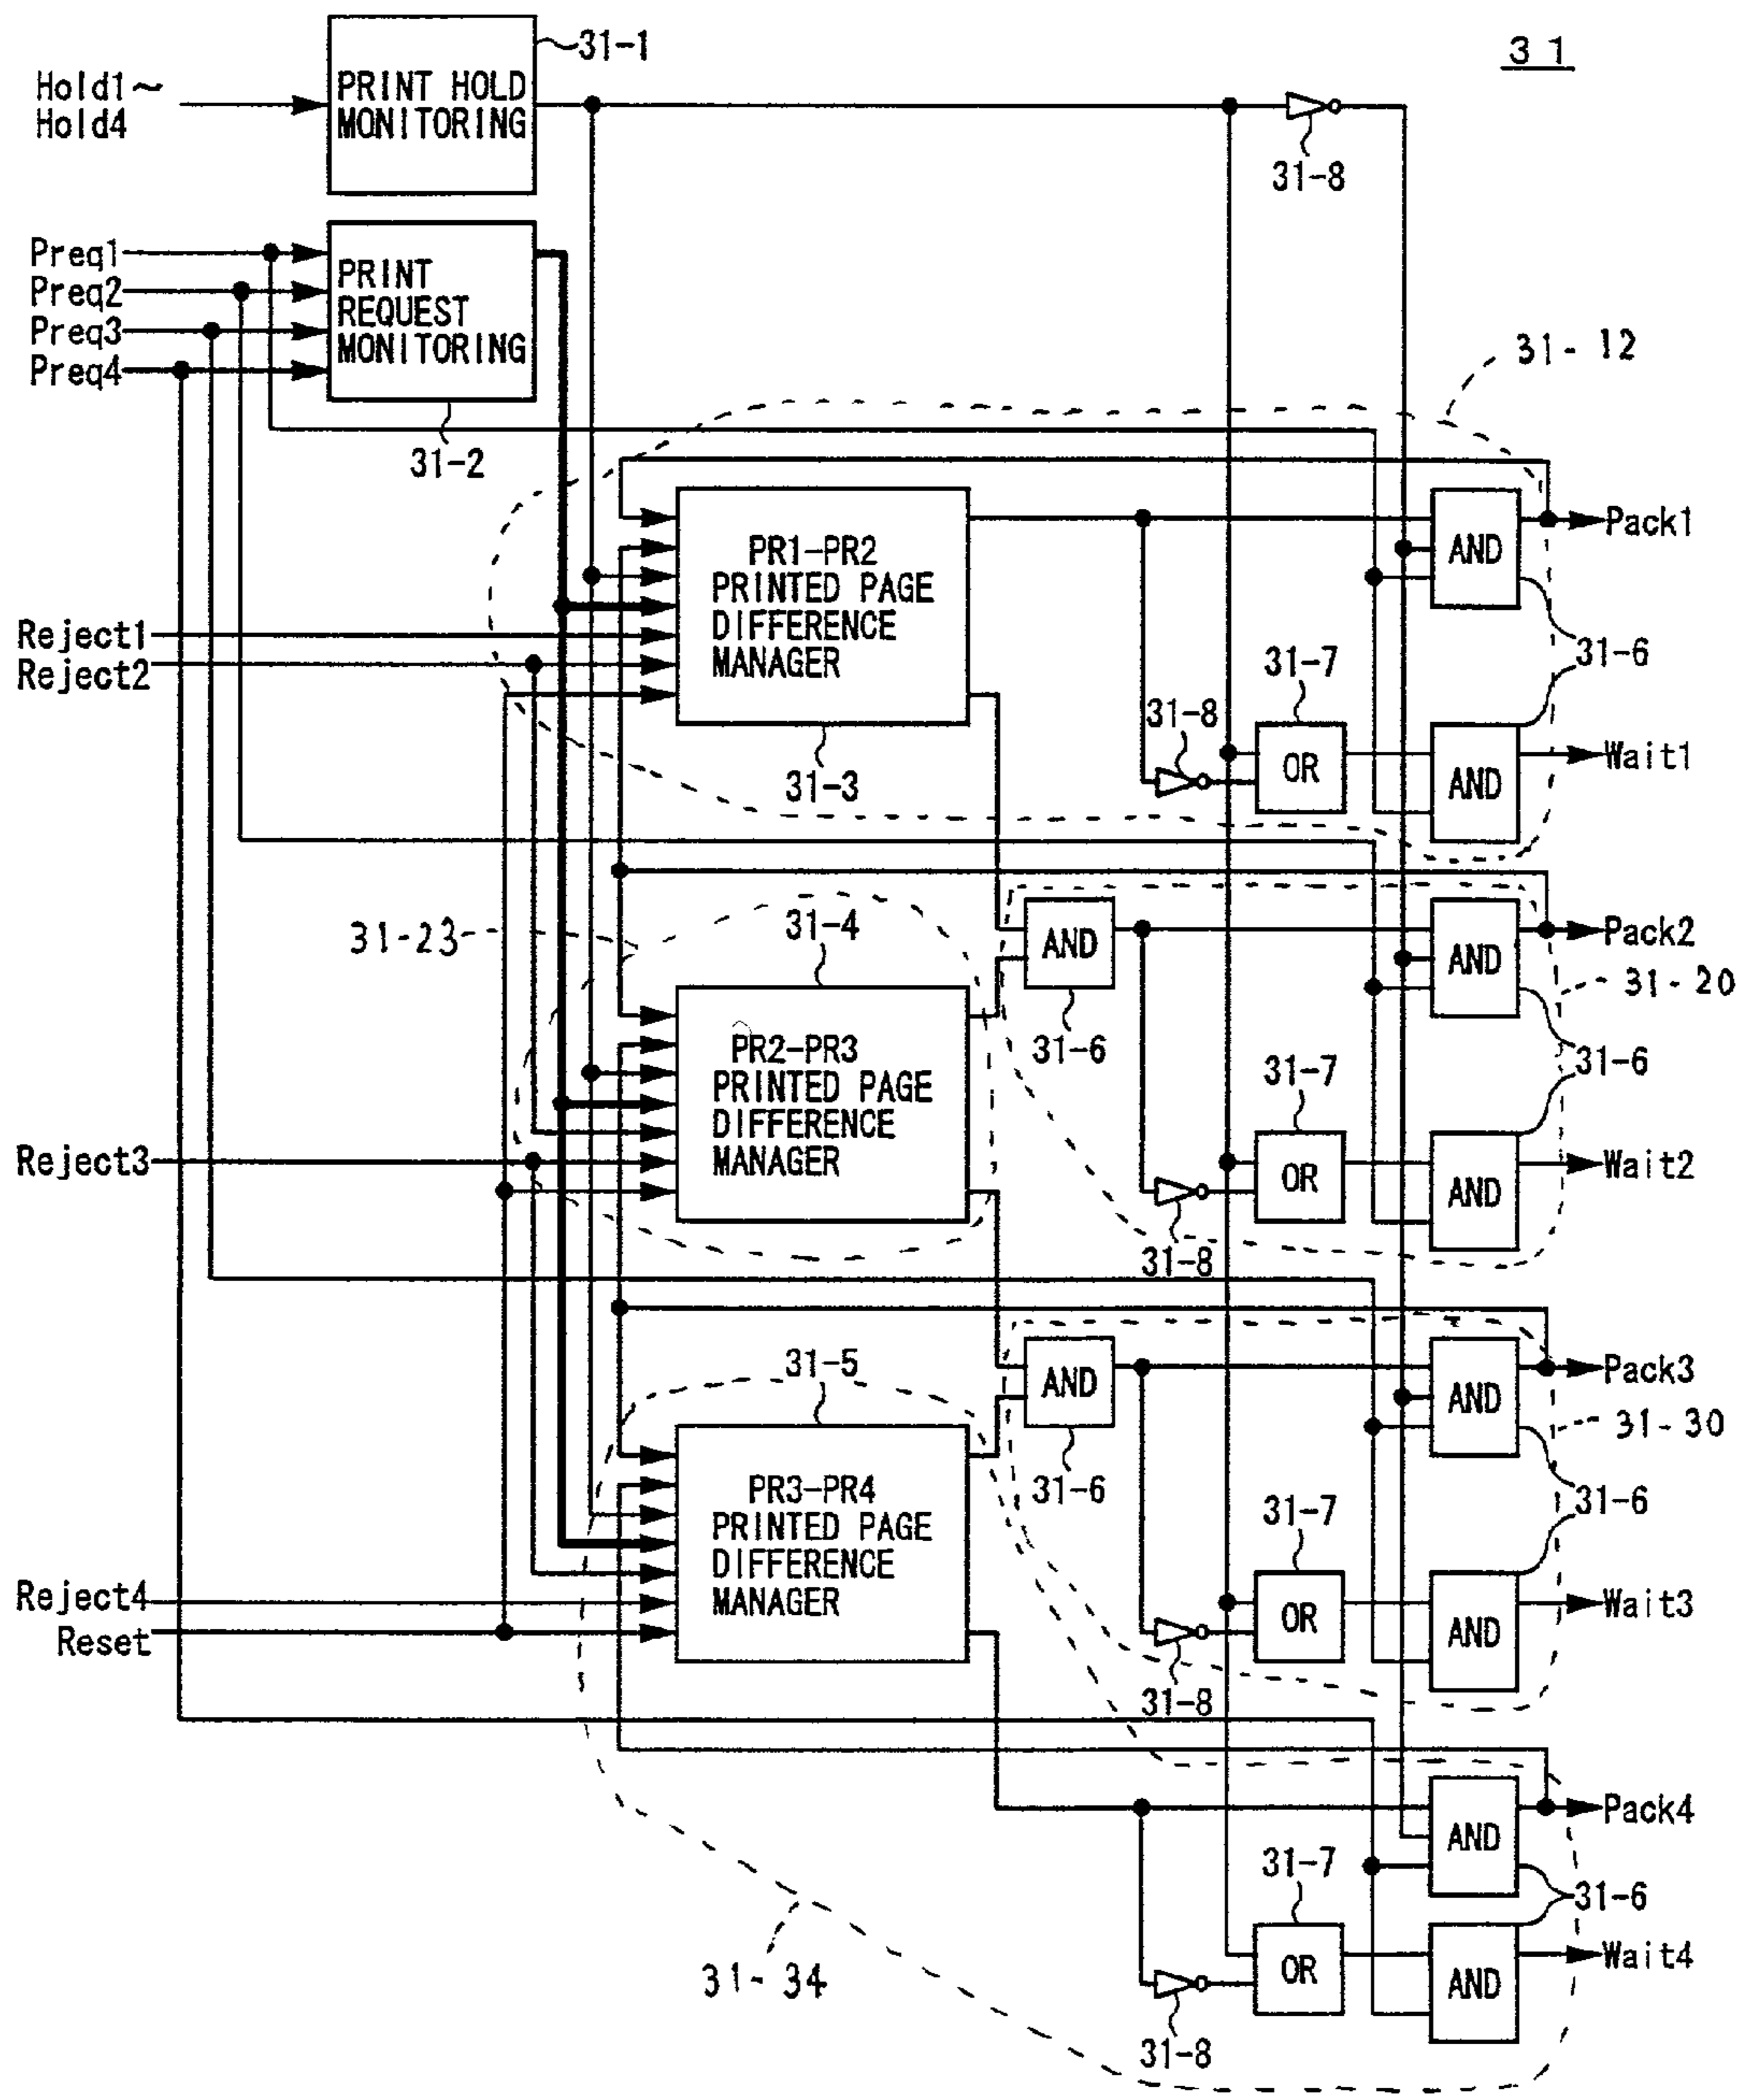 31
31-1
Hold1~
Hold4
PRINT HOLD
MONITORING
31-8
Preq1
Preq2
Preq3
Preq4
PRINT
REQUEST
MONITORING
31-2
31-12
PR1-PR2
PRINTED PAGE
DIFFERENCE
MANAGER
31-3
AND
Pack1
Reject1
Reject2
31-6
31-7
31-8
OR
AND
Wait1
31-23
31-4
AND
31-6
AND
Pack2
31-20
PR2-PR3
PRINTED PAGE
DIFFERENCE
MANAGER
31-6
31-7
Reject3
OR
AND
Wait2
31-8
31-5
AND
31-6
AND
Pack3
31-30
PR3-PR4
PRINTED PAGE
DIFFERENCE
MANAGER
31-6
31-7
Reject4
Reset
OR
AND
Wait3
31-8
AND
Pack4
31-7
31-6
31-34
OR
AND
Wait4
31-8